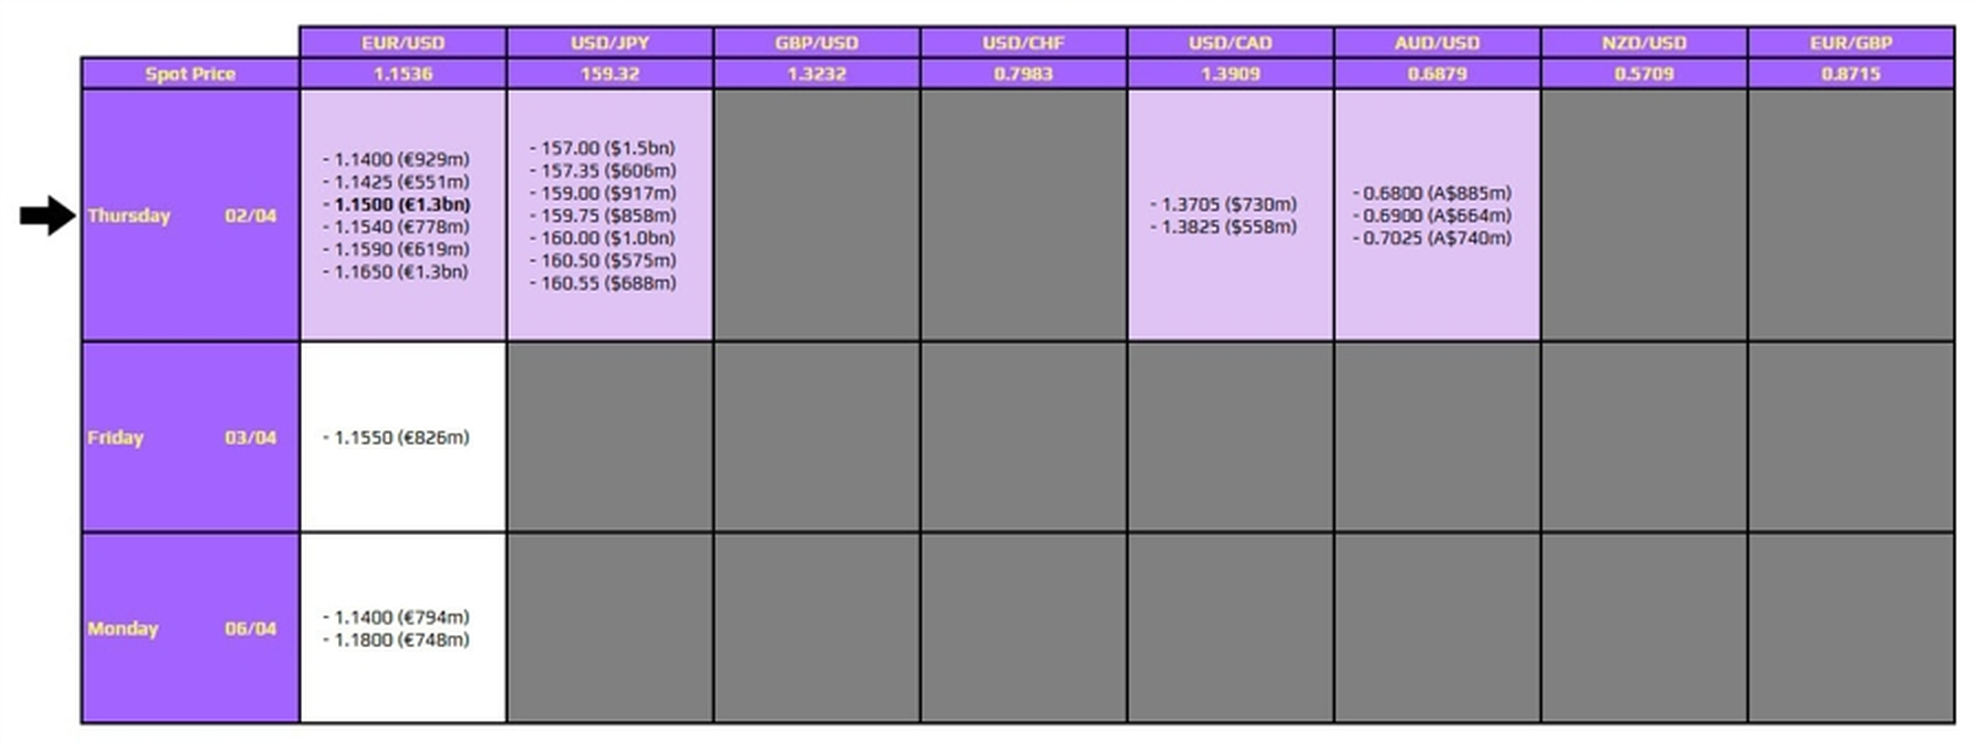 EUR/USD USD/JPY GBP/USD USD/CHF USD/CAD AUD/USD NZD/USD EUR/GBP
Spot Price 1.1536 159.32 1.3232 0.7983 1.3909 0.6879 0.5709 0.8715
Thursday 02/04
- 1.1400 (€929m)
- 1.1425 (€551m)
- 1.1500 (€1.3bn)
- 1.1540 (€778m)
- 1.1590 (€619m)
- 1.1650 (€1.3bn)
- 157.00 ($1.5bn)
- 157.35 ($606m)
- 159.00 ($917m)
- 159.75 ($858m)
- 160.00 ($1.0bn)
- 160.50 ($575m)
- 160.55 ($688m)
- 1.3705 ($730m)
- 1.3825 ($558m)
- 0.6800 (A$885m)
- 0.6900 (A$664m)
- 0.7025 (A$740m)
Friday 03/04
- 1.1550 (€826m)
Monday 06/04
- 1.1400 (€794m)
- 1.1800 (€748m)